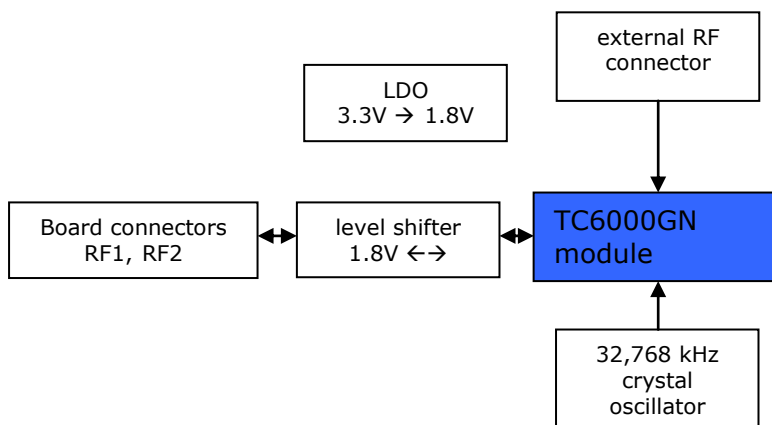 external RF
connector
LDO
3.3V → 1.8V
Board connectors
RF1, RF2
level shifter
1.8V ←→
TC6000GN
module
32,768 kHz
crystal
oscillator